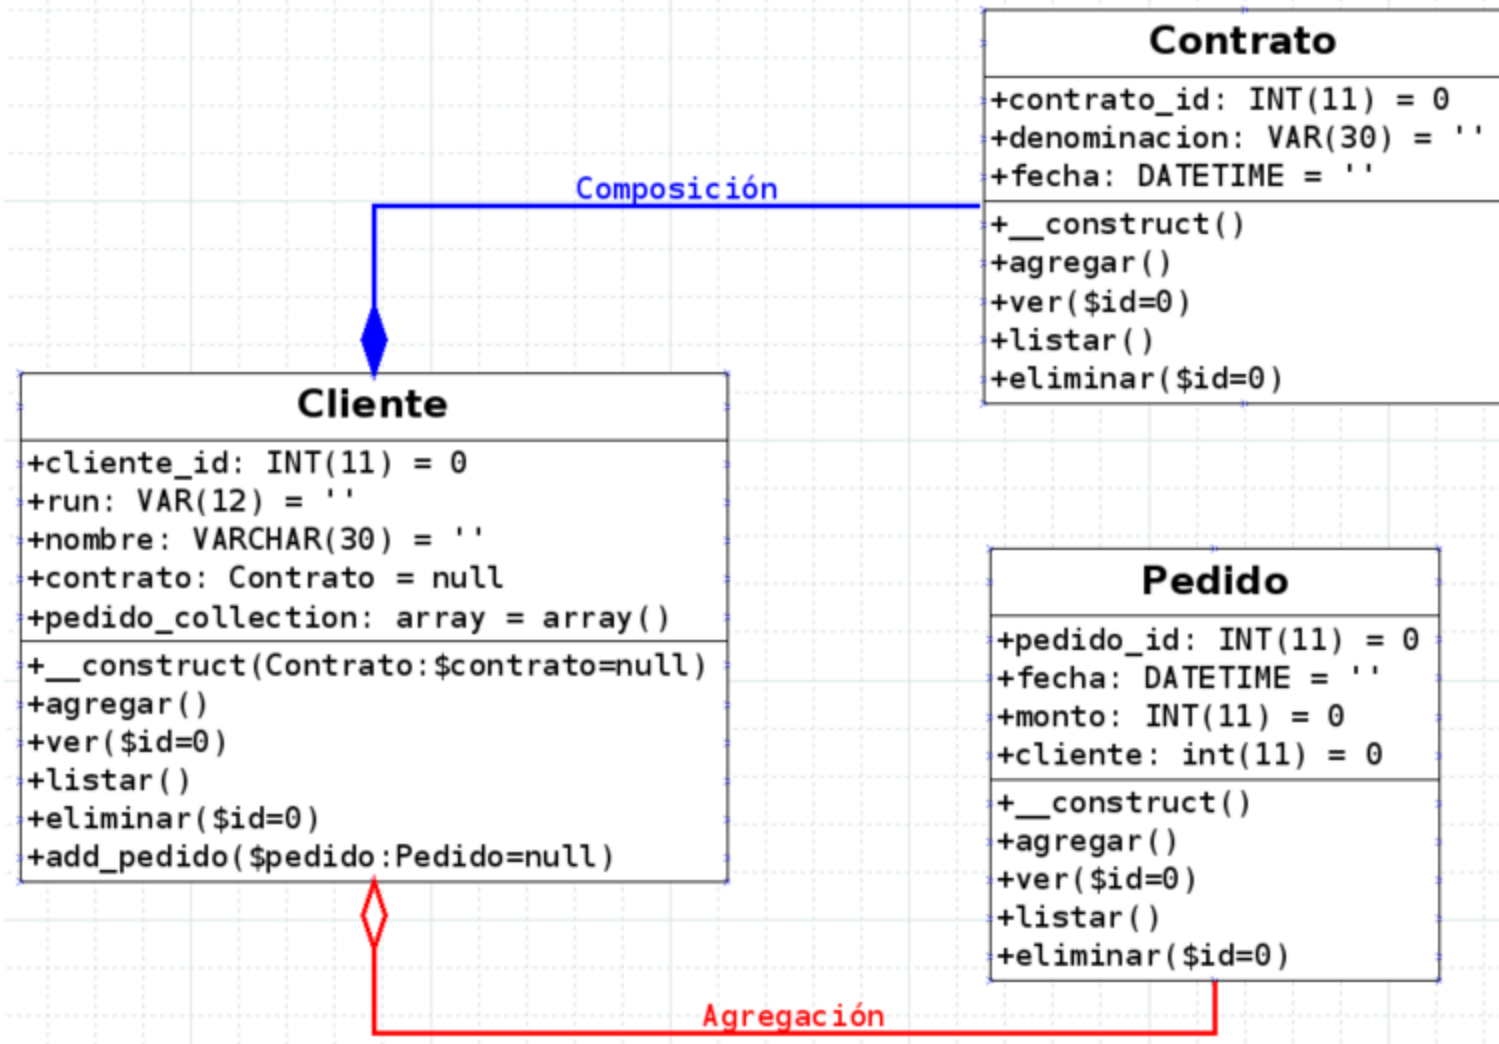 Contrato
+contrato_id: INT(11) = 0
+denominacion: VAR(30) = ''
+fecha: DATETIME = ''
+__construct()
+agregar()
+ver($id=0)
+listar()
+eliminar($id=0)
Composición
Cliente
+cliente_id: INT(11) = 0
+run: VAR(12) = ''
+nombre: VARCHAR(30) = ''
+contrato: Contrato = null
+pedido_collection: array = array()
+__construct(Contrato:$contrato=null)
+agregar()
+ver($id=0)
+listar()
+eliminar($id=0)
+add_pedido($pedido:Pedido=null)
Pedido
+pedido_id: INT(11) = 0
+fecha: DATETIME = ''
+monto: INT(11) = 0
+cliente: int(11) = 0
+__construct()
+agregar()
+ver($id=0)
+listar()
+eliminar($id=0)
Agregación